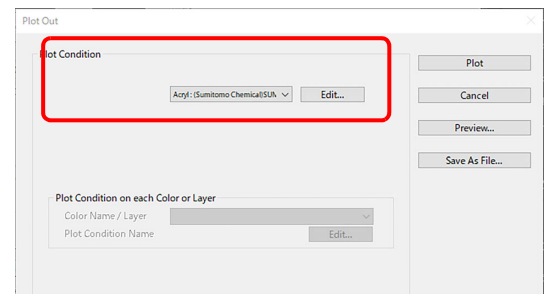 Plot Out
Plot Condition
Plot
Acryl : (Sumitomo Chemical)SUM
Edit...
Cancel
Preview...
Save As File...
Plot Condition on each Color or Layer
Color Name / Layer
Plot Condition Name
Edit...